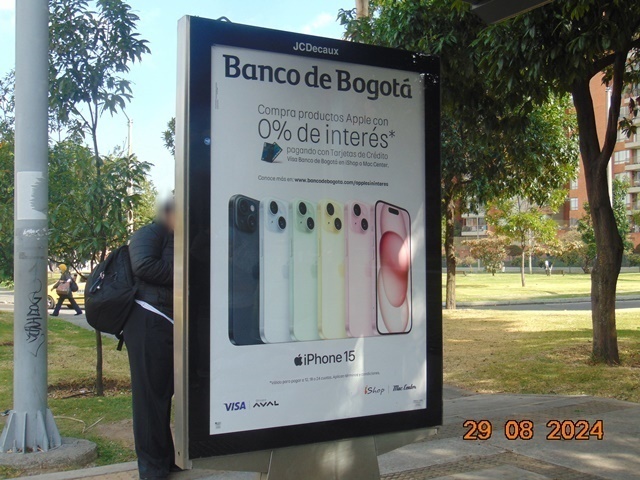 JCDecaux
Banco de Bogotá
Compra productos Apple con
0% de interés*
pagando con Tarjetas de Crédito
Visa Banco de Bogotá en iShop o Mac Center.
Conoce más en: www.bancodebogota.com/applesininteres
iPhone 15
VISA
AVAL
iShop
Mac Center
29 08 2024